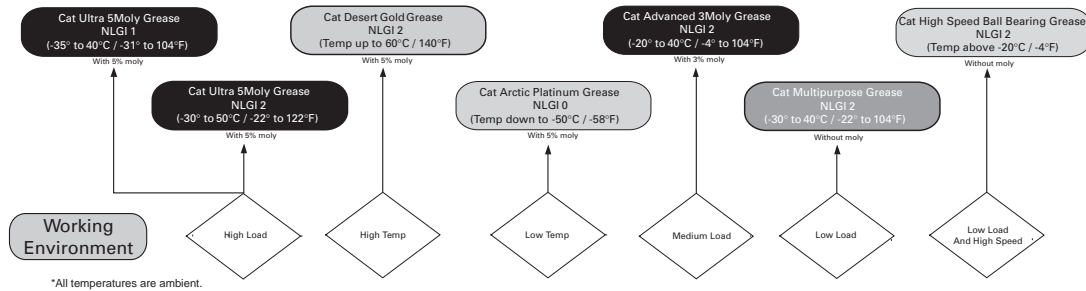 Cat Ultra 5Moly Grease
NLGI 1
(-35° to 40°C / -31° to 104°F)
With 5% moly
Cat Desert Gold Grease
NLGI 2
(Temp up to 60°C / 140°F)
With 5% moly
Cat Advanced 3Moly Grease
NLGI 2
(-20° to 40°C / -4° to 104°F)
With 3% moly
Cat High Speed Ball Bearing Grease
NLGI 2
(Temp above -20°C / -4°F)
Without moly
Cat Ultra 5Moly Grease
NLGI 2
(-30° to 50°C / -22° to 122°F)
With 5% moly
Cat Arctic Platinum Grease
NLGI 0
(Temp down to -50°C / -58°F)
With 5% moly
Cat Multipurpose Grease
NLGI 2
(-30° to 40°C / -22° to 104°F)
Without moly
Working
Environment
High Load
High Temp
Low Temp
Medium Load
Low Load
Low Load
And High Speed
*All temperatures are ambient.